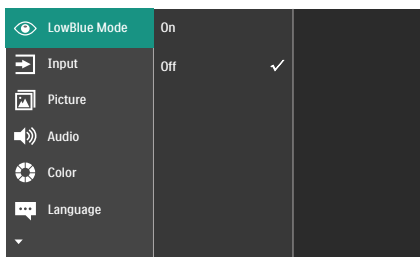 LowBlue Mode
On
Input
Off
Picture
Audio
Color
Language